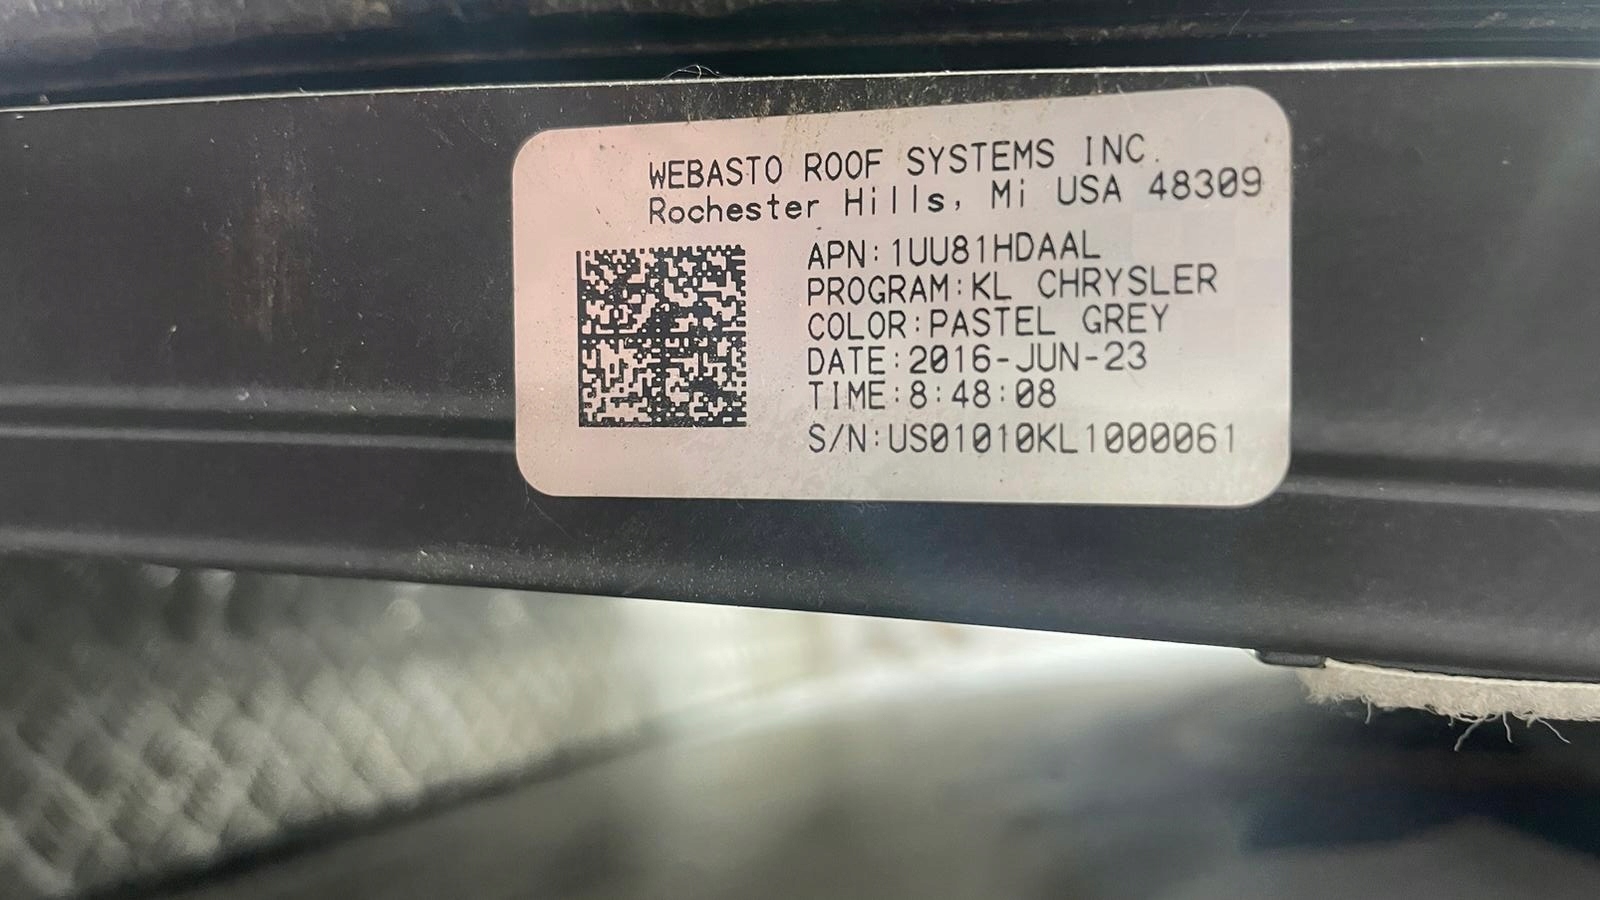 WEBASTO ROOF SYSTEMS INC.
Rochester Hills, Mi USA 48309
APN:1UU81HDAAL
PROGRAM:KL CHRYSLER
COLOR:PASTEL GREY
DATE:2016-JUN-23
TIME:8:48:08
S/N:US01010KL1000061